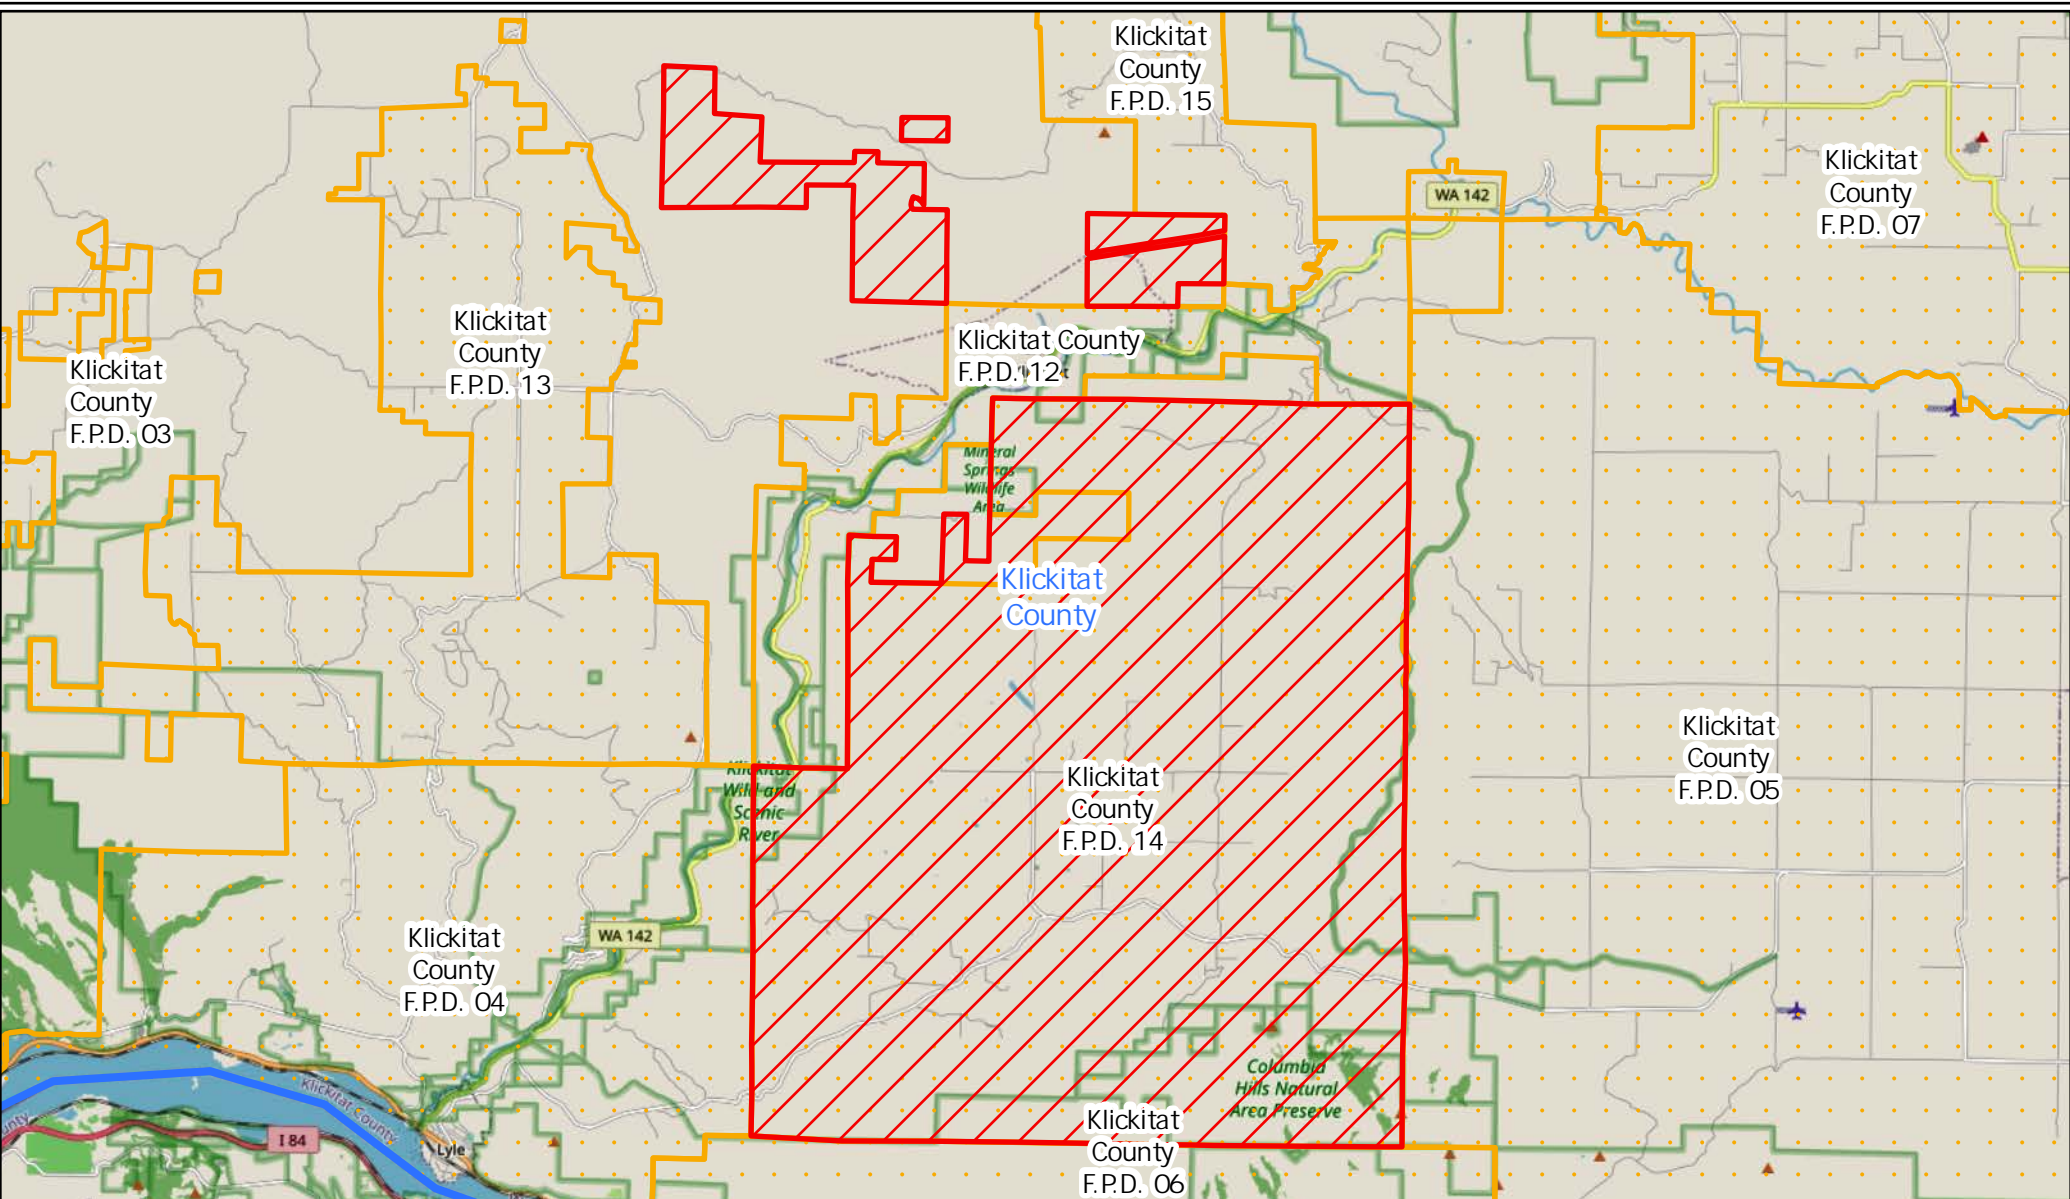 Klickitat
County
F.P.D. 15
WA 142
Klickitat
County
F.P.D. 07
Klickitat
County
F.P.D. 13
Klickitat County
F.P.D. 12
Klickitat
County
F.P.D. 03
Mineral
Springs
Wildlife
Area
Klickitat
County
Klickitat
County
F.P.D. 05
Klickitat
Wild and
Scenic
River
Klickitat
County
F.P.D. 14
WA 142
Klickitat
County
F.P.D. 04
Columbia
Hills Natural
Area Preserve
Klickitat County
I 84
Lyle
Klickitat
County
F.P.D. 06